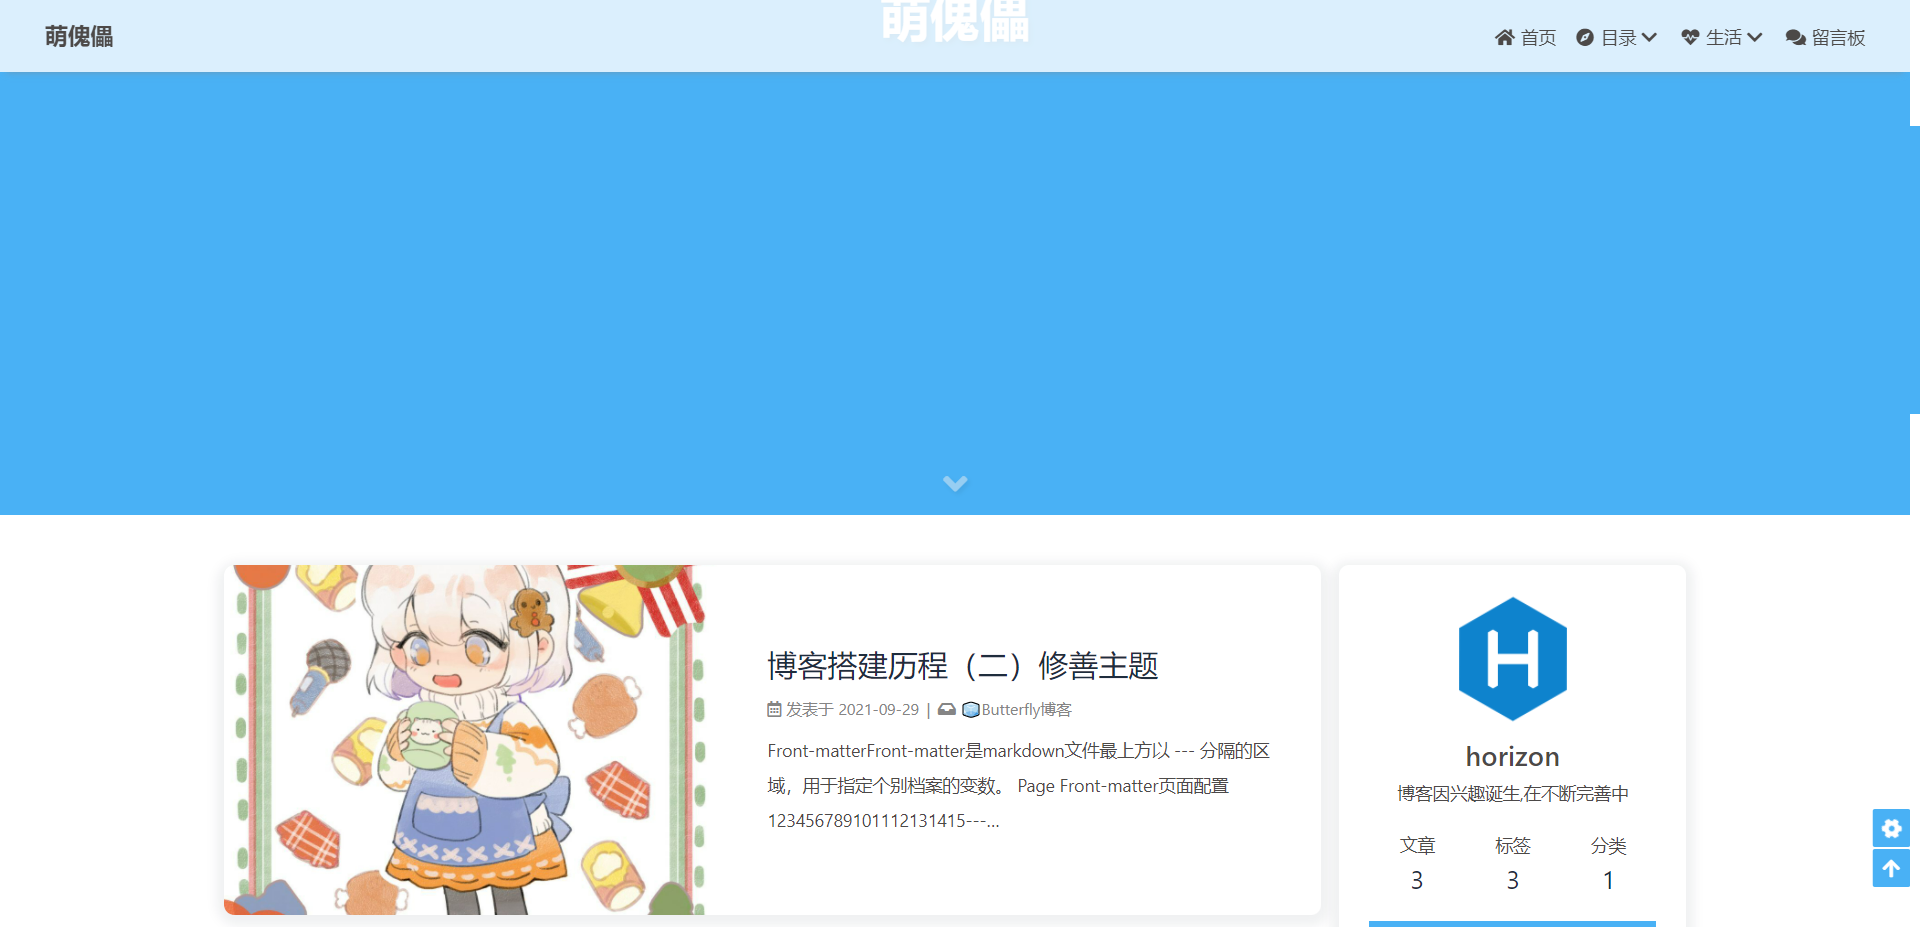 萌傀儡
萌傀儡
首页 目录 生活 留言板
博客搭建历程（二）修善主题
发表于 2021-09-29 | Butterfly博客
Front-matterFront-matter是markdown文件最上方以 --- 分隔的区
域，用于指定个别档案的变数。 Page Front-matter页面配置
123456789101112131415---...
H
horizon
博客因兴趣诞生,在不断完善中
文章 标签 分类
3 3 1